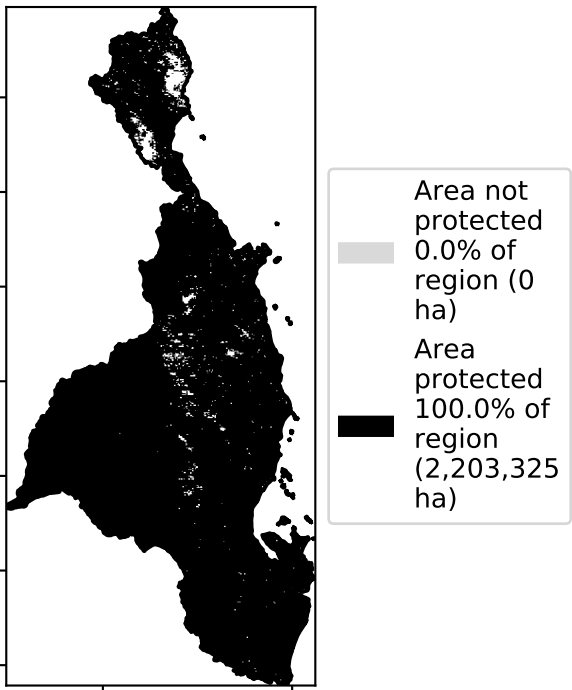 Area not
protected
0.0% of
region (0
ha)
Area
protected
100.0% of
region
(2,203,325
ha)